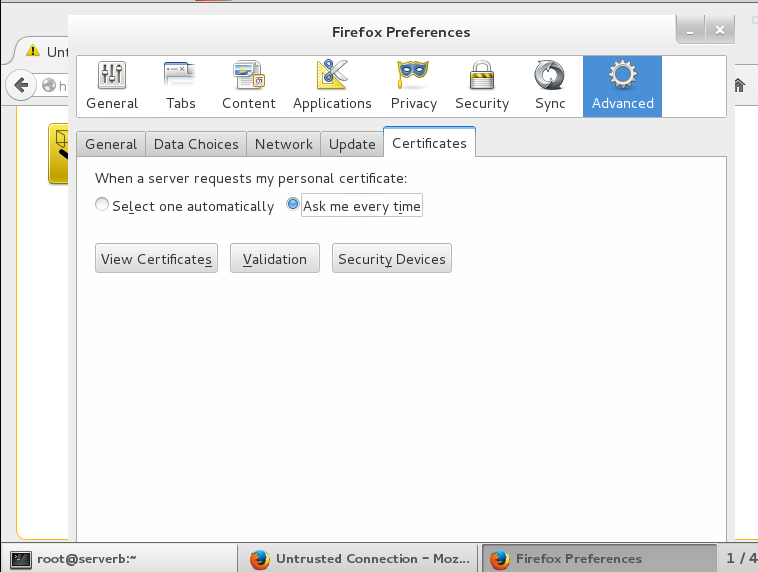 Firefox Preferences
Unt
h
General Tabs Content Applications Privacy Security Sync Advanced
General Data Choices Network Update Certificates
When a server requests my personal certificate:
Select one automatically Ask me every time
View Certificates Validation Security Devices
root@serverb:~ Untrusted Connection - Moz... Firefox Preferences 1 / 4